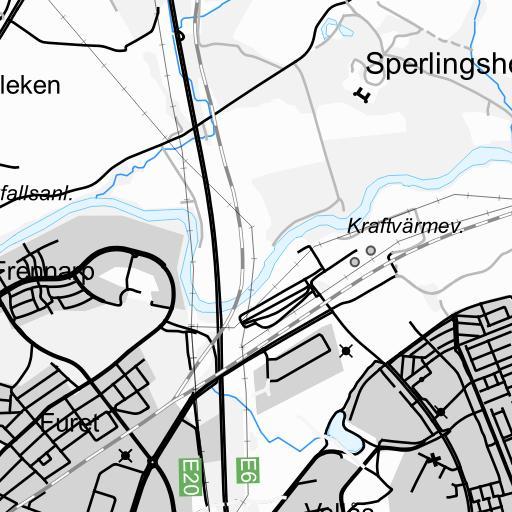 Sperlingsho
leken
fallsanl.
Kraftvärmev.
Frennarp
Furet
E20
E6